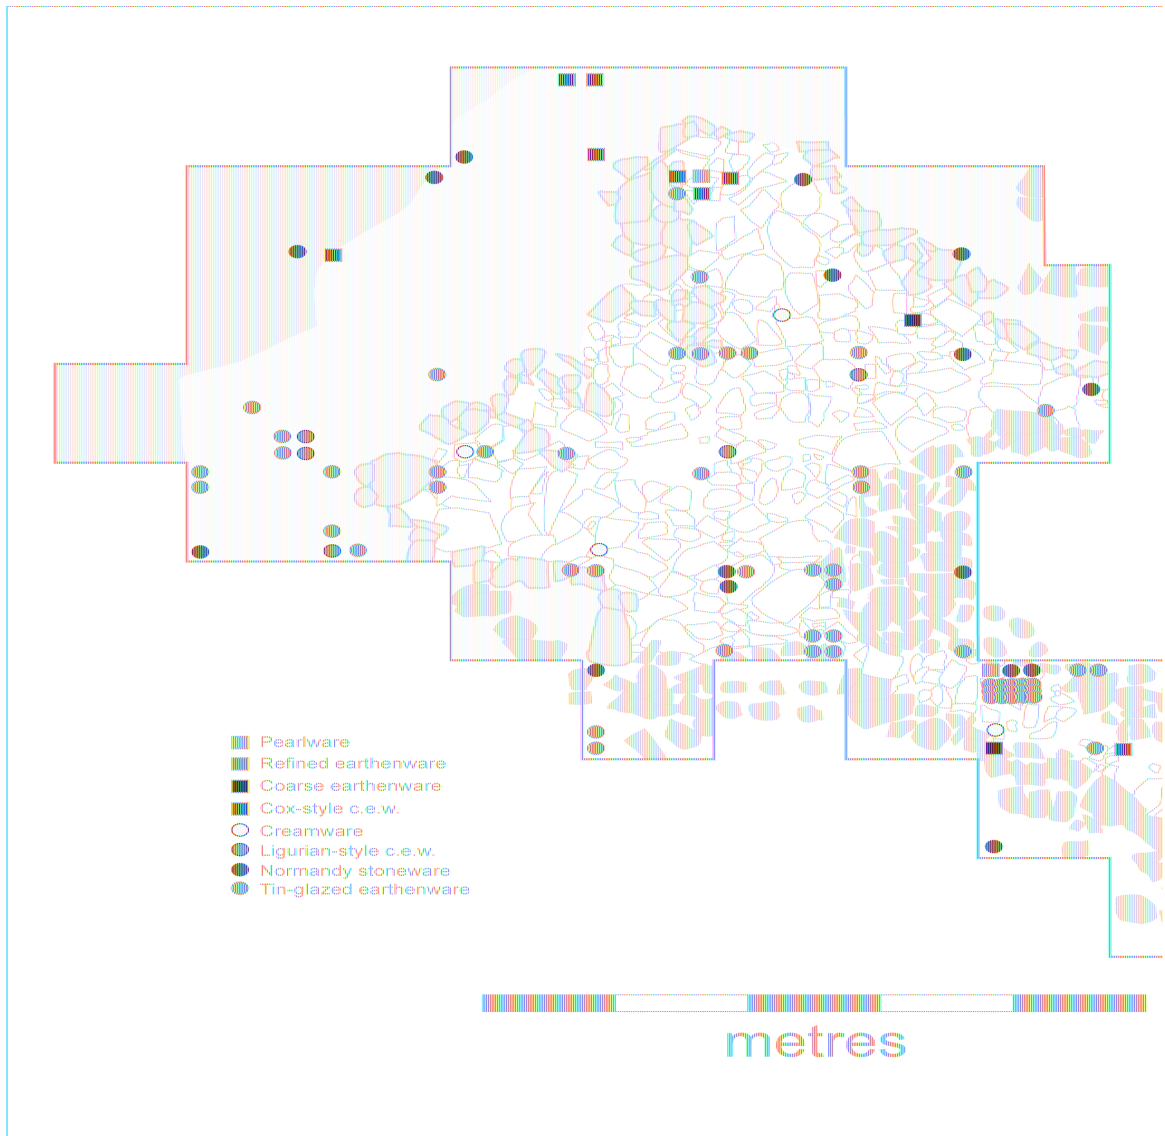 Pearlware
Refined earthenware
Coarse earthenware
Cox-style c.e.w.
Creamware
Ligurian-style c.e.w.
Normandy stoneware
Tin-glazed earthenware
metres